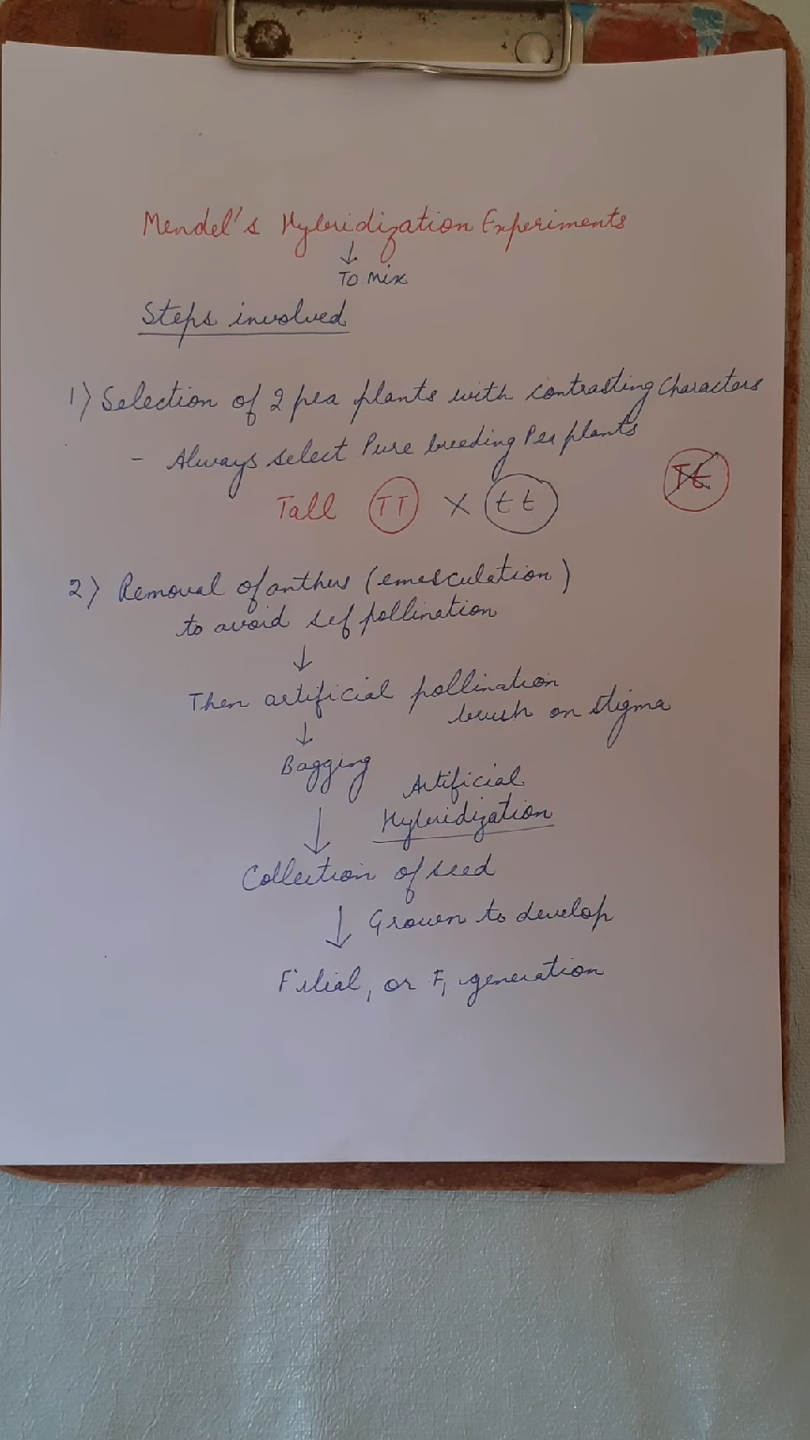 Mendel's Hybridization Experiments
↓
To Mix
Steps involved
1) Selection of 2 pea plants with contrasting Characters
- Always select Pure breeding Pea plants
Tall TT X tt
Tt
2) Removal of anthers (emesculation)
to avoid self pollination
↓
Then artificial pollination
brush on stigma
↓
Bagging
Artificial
Hybridization
↓
Collection of seed
↓ Grown to develop
Filial, or F1 generation